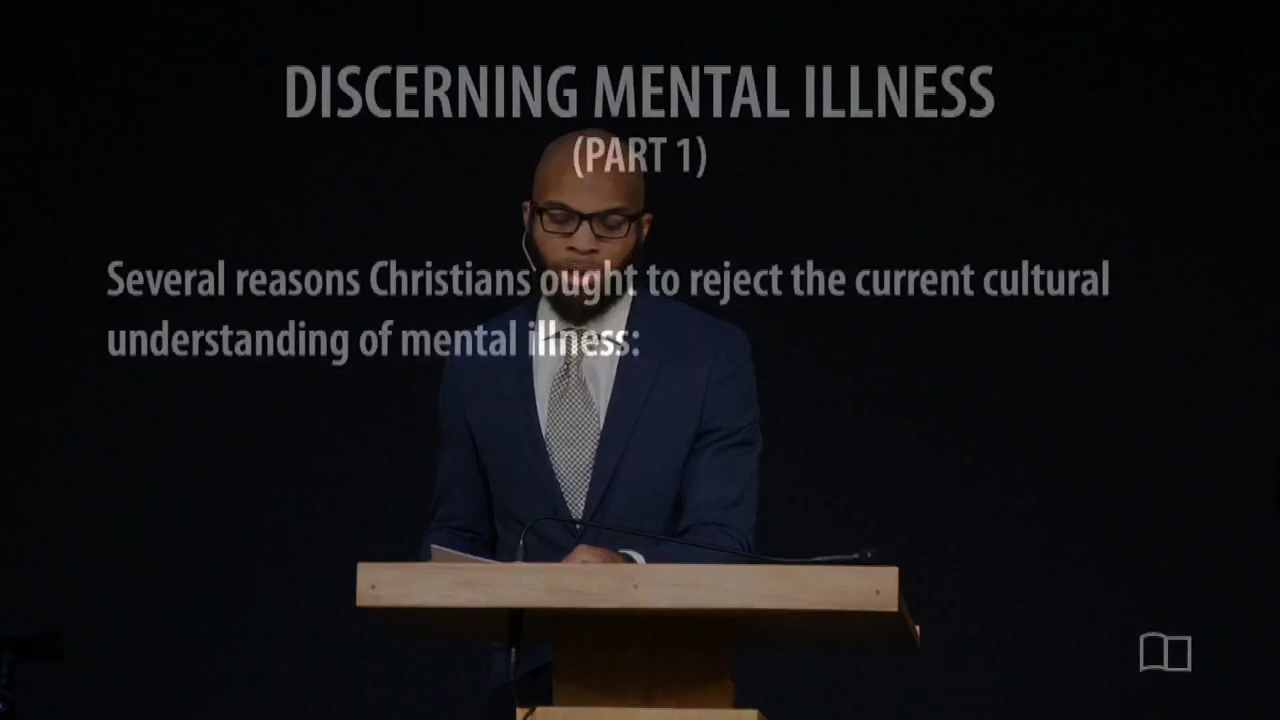 DISCERNING MENTAL ILLNESS
(PART 1)
Several reasons Christians ought to reject the current cultural
understanding of mental illness: